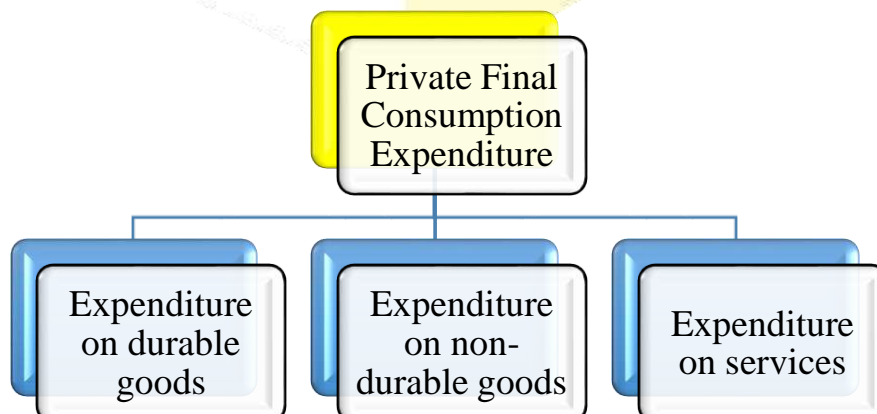 Private Final
Consumption
Expenditure
Expenditure
on durable
goods
Expenditure
on non-
durable goods
Expenditure
on services